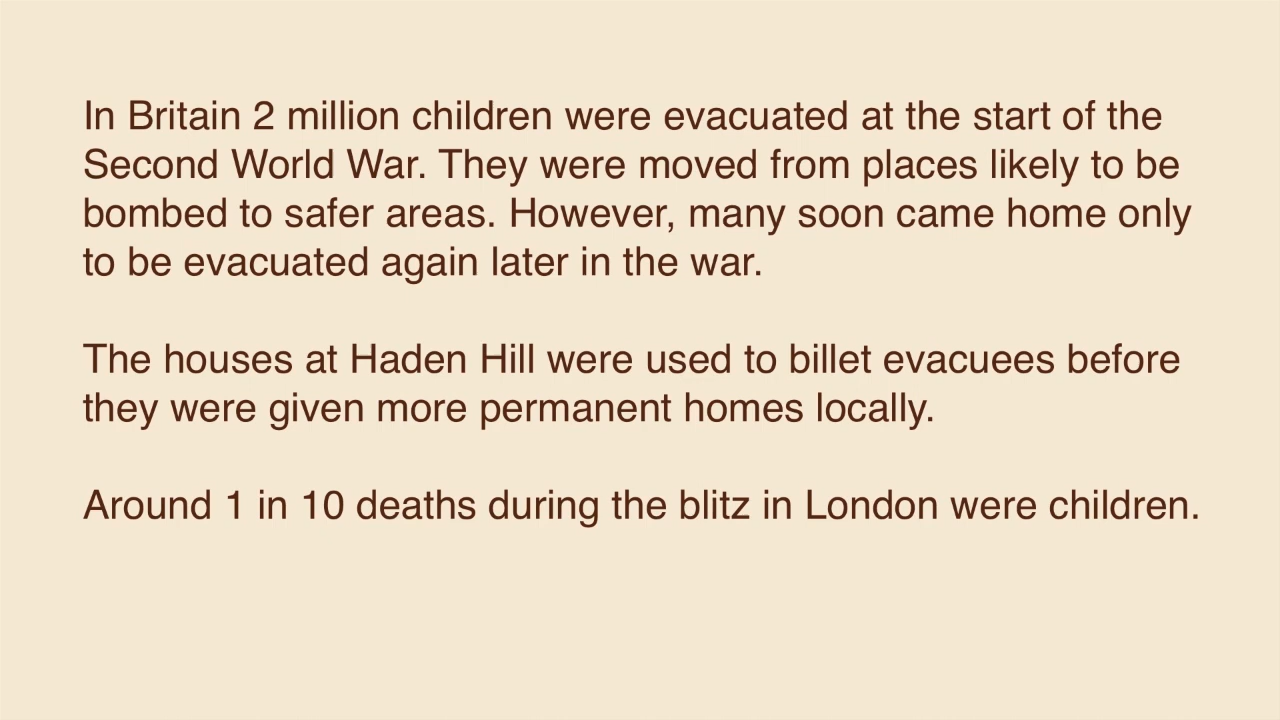 In Britain 2 million children were evacuated at the start of the
Second World War. They were moved from places likely to be
bombed to safer areas. However, many soon came home only
to be evacuated again later in the war.
The houses at Haden Hill were used to billet evacuees before
they were given more permanent homes locally.
Around 1 in 10 deaths during the blitz in London were children.